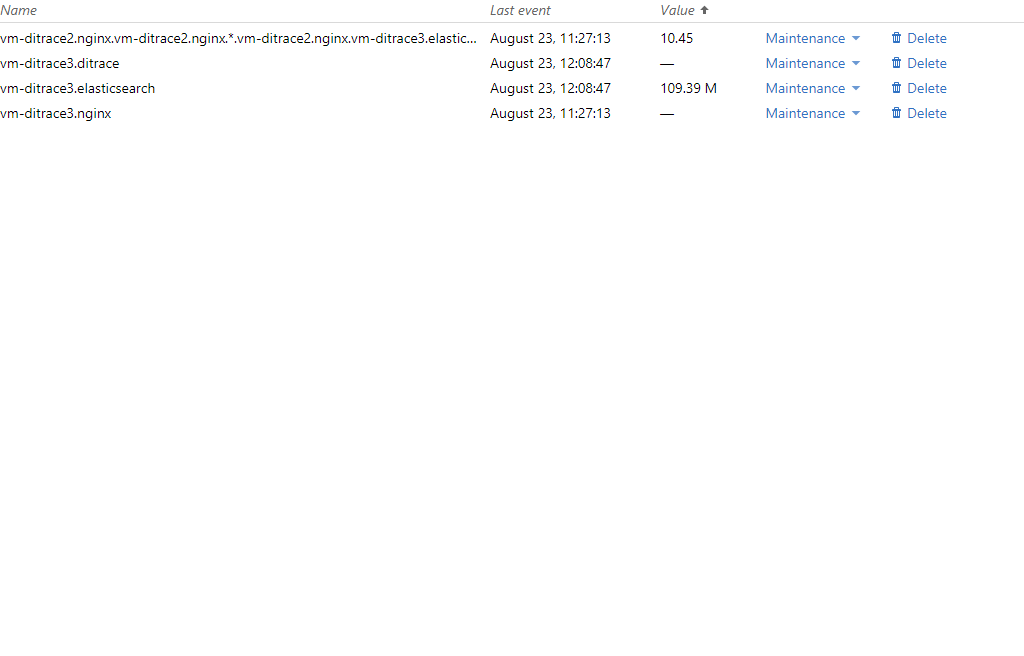 Name Last event Value
vm-ditrace2.nginx.vm-ditrace2.nginx.*.vm-ditrace2.nginx.vm-ditrace3.elastic... August 23, 11:27:13 10.45 Maintenance Delete
vm-ditrace3.ditrace August 23, 12:08:47 — Maintenance Delete
vm-ditrace3.elasticsearch August 23, 12:08:47 109.39 M Maintenance Delete
vm-ditrace3.nginx August 23, 11:27:13 — Maintenance Delete